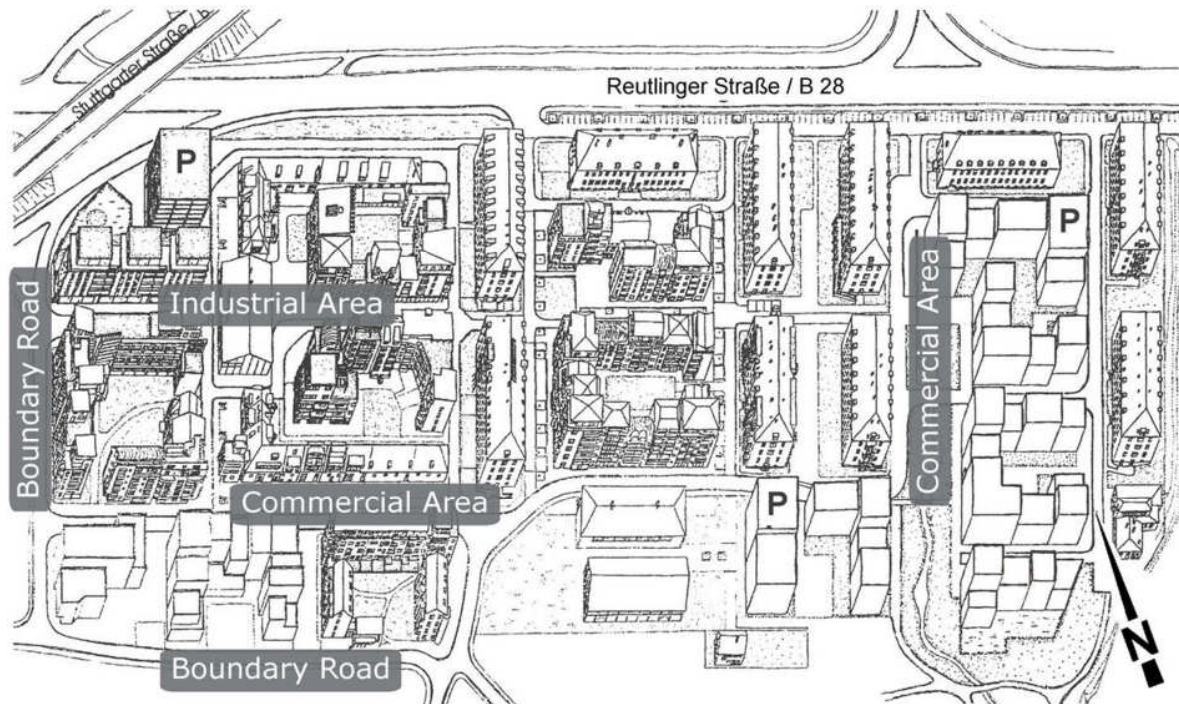 Stuttgarter Straße / B
Reutlinger Straße / B 28
P
P
Boundary Road
Industrial Area
Commercial Area
Commercial Area
P
Boundary Road
N